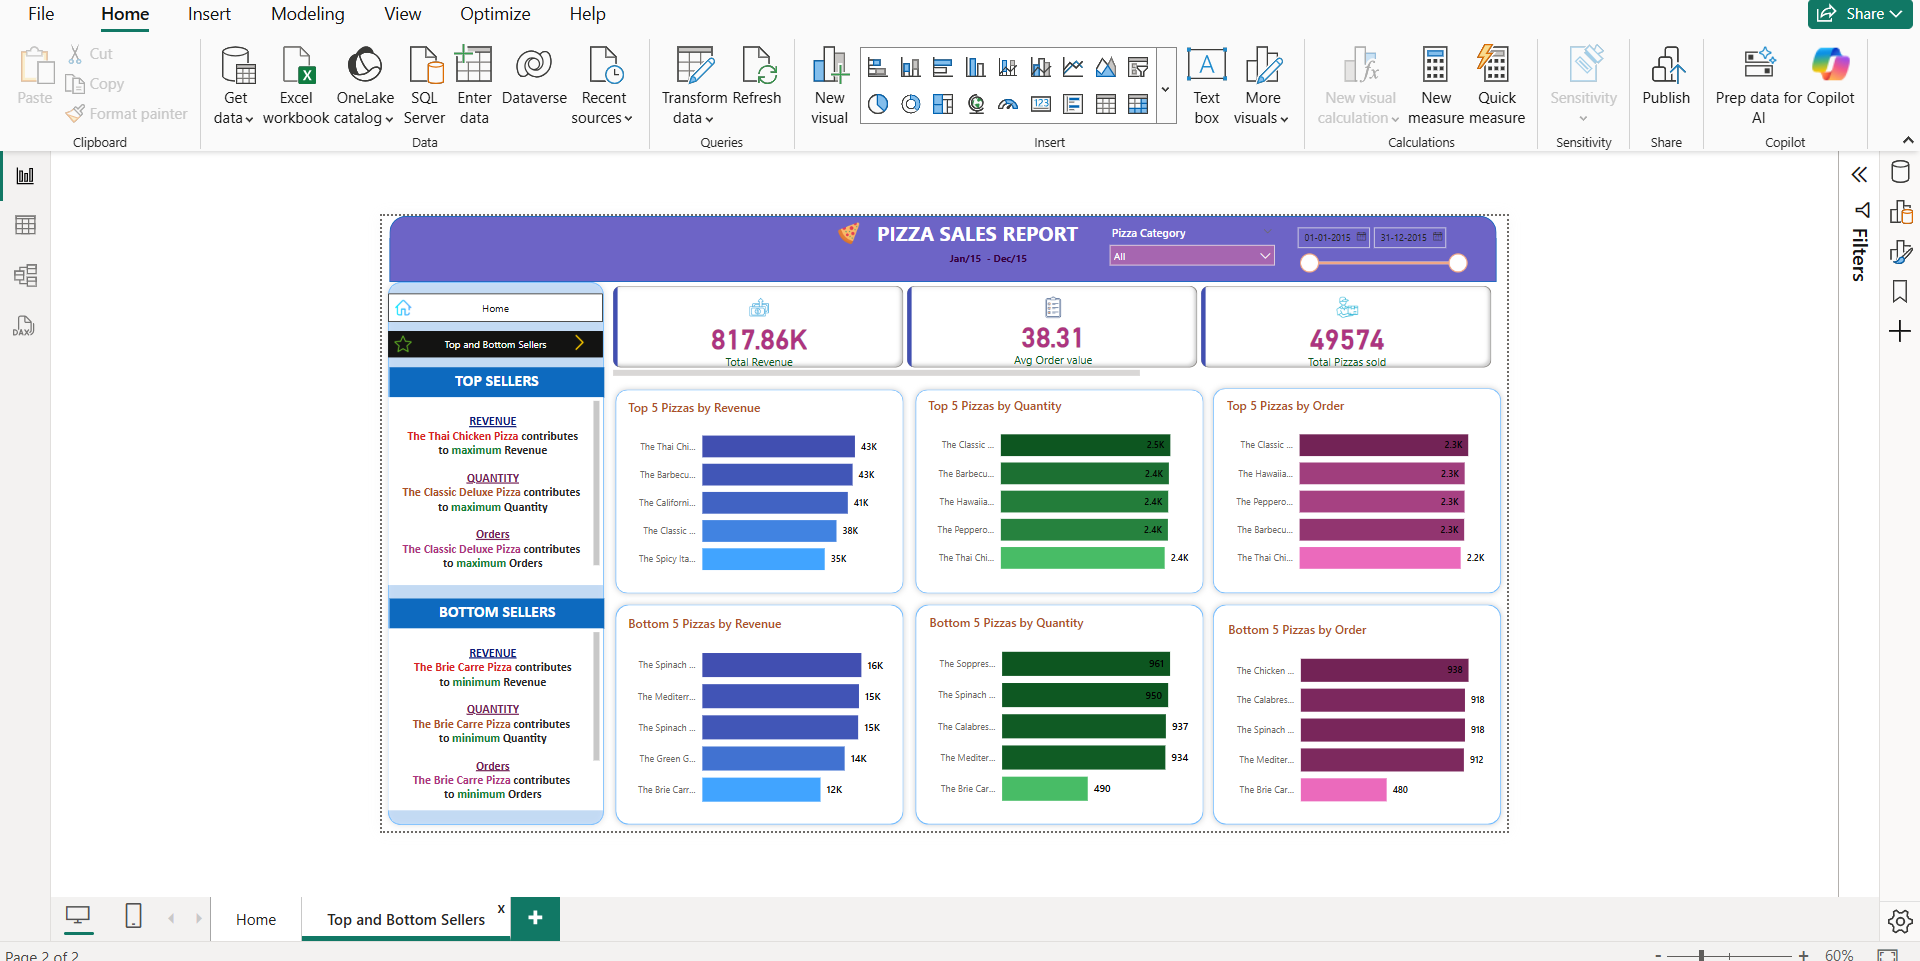 File Home Insert Modeling View Optimize Help Share
Paste
Cut
Copy
Format painter
Clipboard
Get data
Excel workbook
OneLake catalog
SQL Server
Enter data
Dataverse
Recent sources
Data
Transform data
Refresh
Queries
New visual
Text box
More visuals
Insert
New visual calculation
New measure
Quick measure
Calculations
Sensitivity
Sensitivity
Publish
Share
Prep data for AI
Copilot
Copilot
Filters
PIZZA SALES REPORT
Jan/15 - Dec/15
Pizza Category
All
01-01-2015 31-12-2015
Home
Top and Bottom Sellers
817.86K
Total Revenue
38.31
Avg Order value
49574
Total Pizzas sold
TOP SELLERS
REVENUE
The Thai Chicken Pizza contributes
to maximum Revenue
QUANTITY
The Classic Deluxe Pizza contributes
to maximum Quantity
Orders
The Classic Deluxe Pizza contributes
to maximum Orders
BOTTOM SELLERS
REVENUE
The Brie Carre Pizza contributes
to minimum Revenue
QUANTITY
The Brie Carre Pizza contributes
to minimum Quantity
Orders
The Brie Carre Pizza contributes
to minimum Orders
Top 5 Pizzas by Revenue
The Thai Chi... 43K
The Barbecu... 43K
The Californi... 41K
The Classic ... 38K
The Spicy Ita... 35K
Top 5 Pizzas by Quantity
The Classic ... 2.5K
The Barbecu... 2.4K
The Hawaiia... 2.4K
The Peppero... 2.4K
The Thai Chi... 2.4K
Top 5 Pizzas by Order
The Classic ... 2.3K
The Hawaiia... 2.3K
The Peppero... 2.3K
The Barbecu... 2.3K
The Thai Chi... 2.2K
Bottom 5 Pizzas by Revenue
The Spinach ... 16K
The Mediterr... 15K
The Spinach ... 15K
The Green G... 14K
The Brie Carr... 12K
Bottom 5 Pizzas by Quantity
The Soppres... 961
The Spinach ... 950
The Calabres... 937
The Mediter... 934
The Brie Car... 490
Bottom 5 Pizzas by Order
The Chicken ... 938
The Calabres... 918
The Spinach ... 918
The Mediter... 912
The Brie Car... 480
Home
Top and Bottom Sellers x
Page 2 of 2
- + 60%